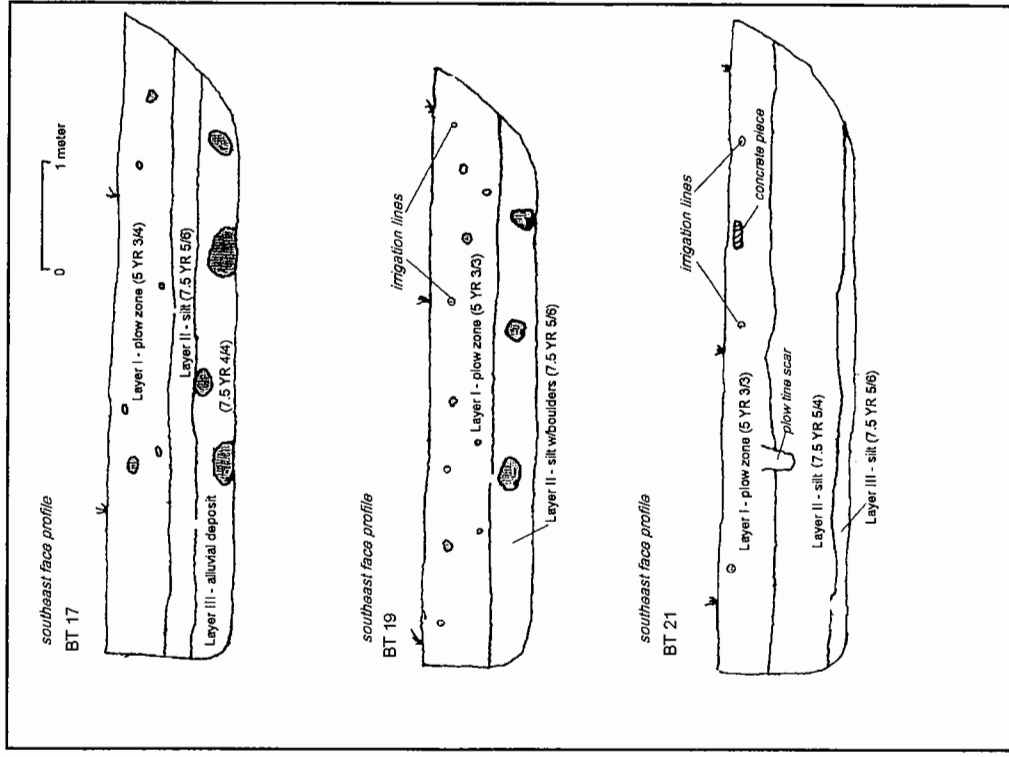 southeast face profile
BT 17
0
1 meter
Layer I - plow zone (5 YR 3/4)
Layer II - silt (7.5 YR 5/6)
Layer III - alluvial deposit
(7.5 YR 4/4)
southeast face profile
BT 19
irrigation lines
Layer I - plow zone (5 YR 3/3)
Layer II - silt w/boulders (7.5 YR 5/6)
southeast face profile
BT 21
irrigation lines
concrete piece
Layer I - plow zone (5 YR 3/3)
plow tine scar
Layer II - silt (7.5 YR 5/4)
Layer III - silt (7.5 YR 5/6)